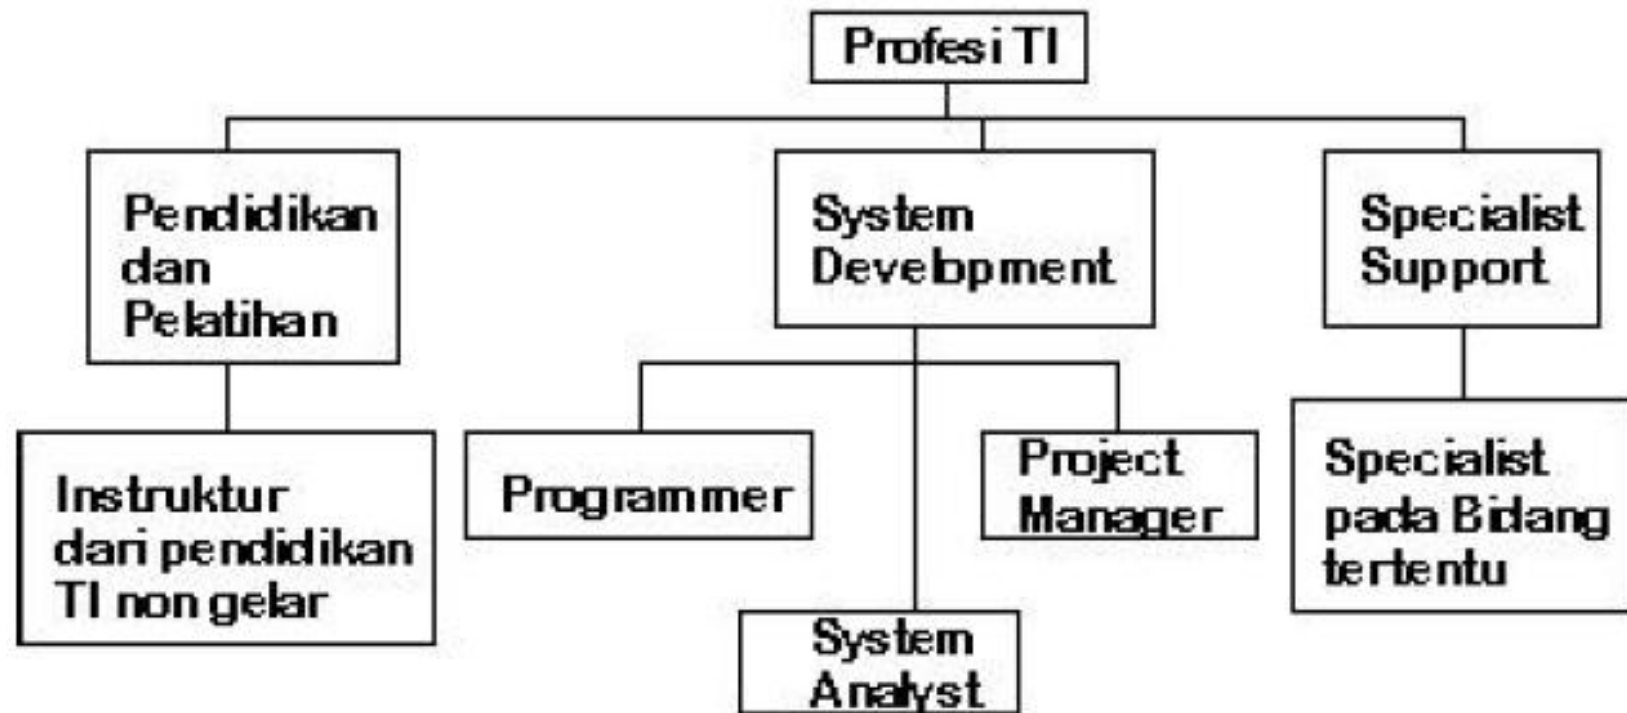 Profesi TI
Pendidikan
dan
Pelatihan
System
Development
Specialist
Support
Instruktur
dari pendidikan
TI non gelar
Programmer
Project
Manager
Specialist
pada Bidang
tertentu
System
Analyst